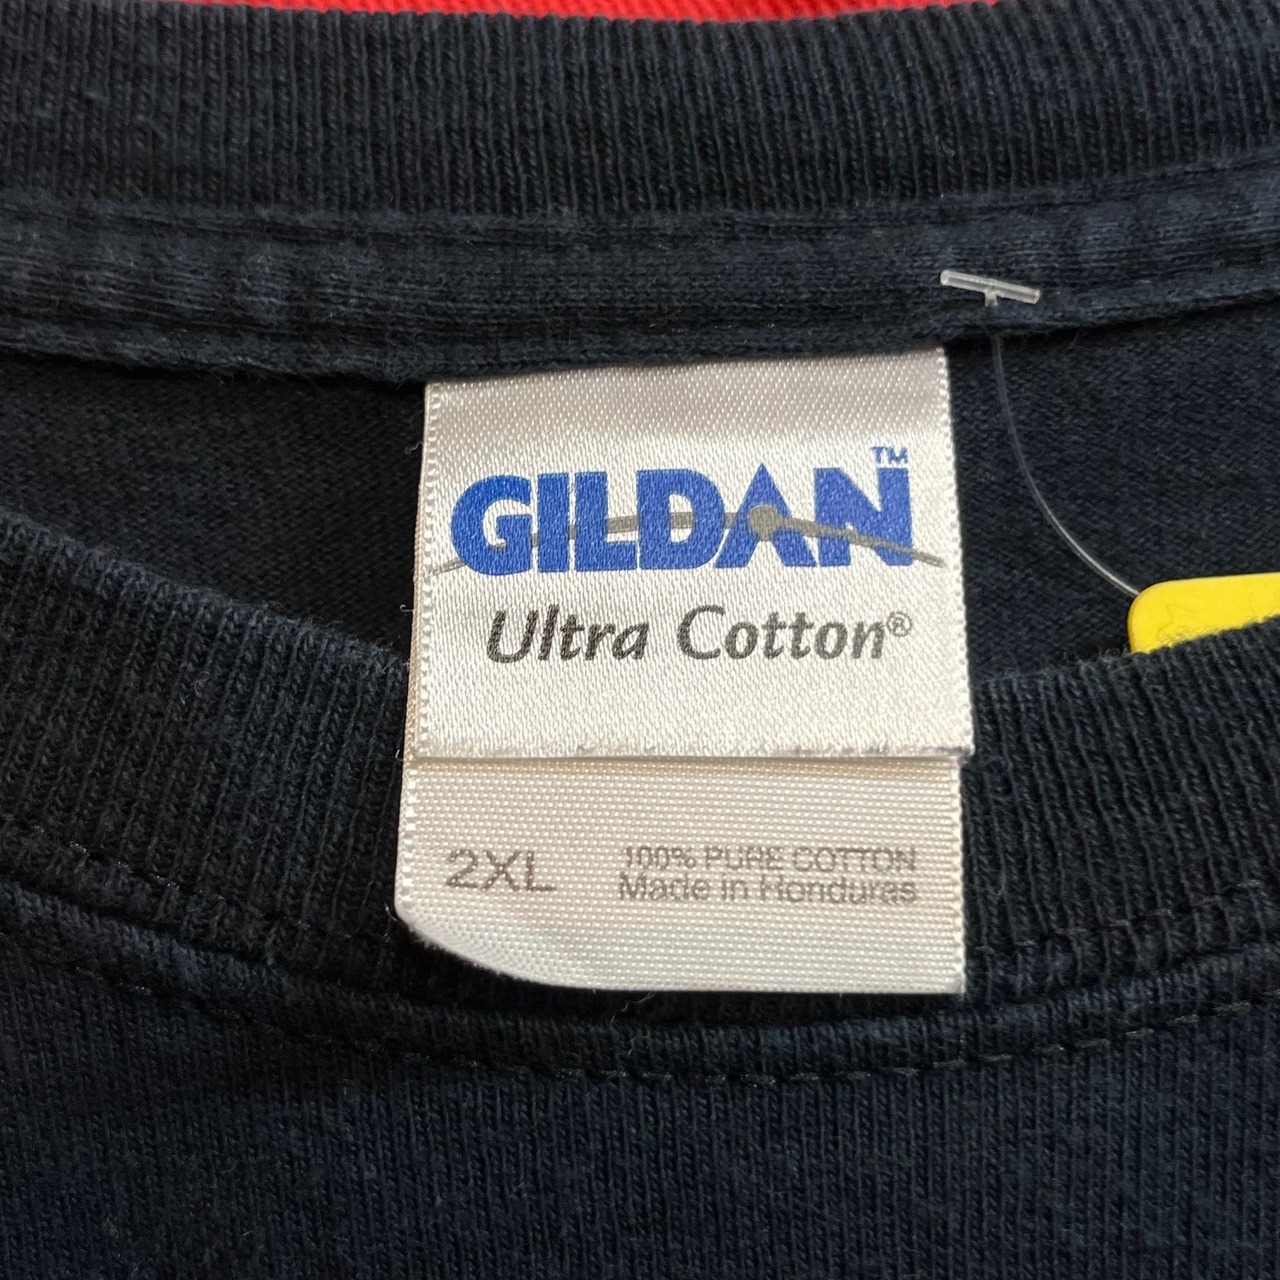 GILDAN™
Ultra Cotton®
2XL
100% PURE COTTON
Made in Honduras